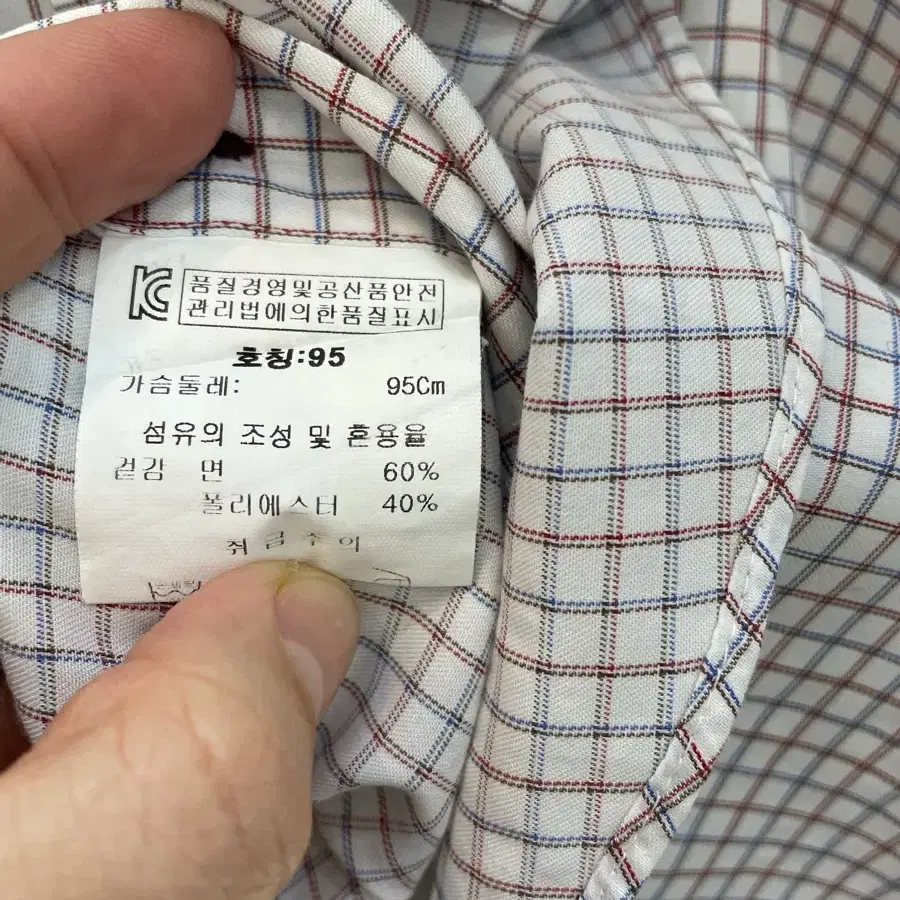 품질경영및공산품안전
관리법에의한품질표시
호칭:95
가슴둘레: 95Cm
섬유의 조성 및 혼용율
겉감 면 60%
폴리에스터 40%
취급주의